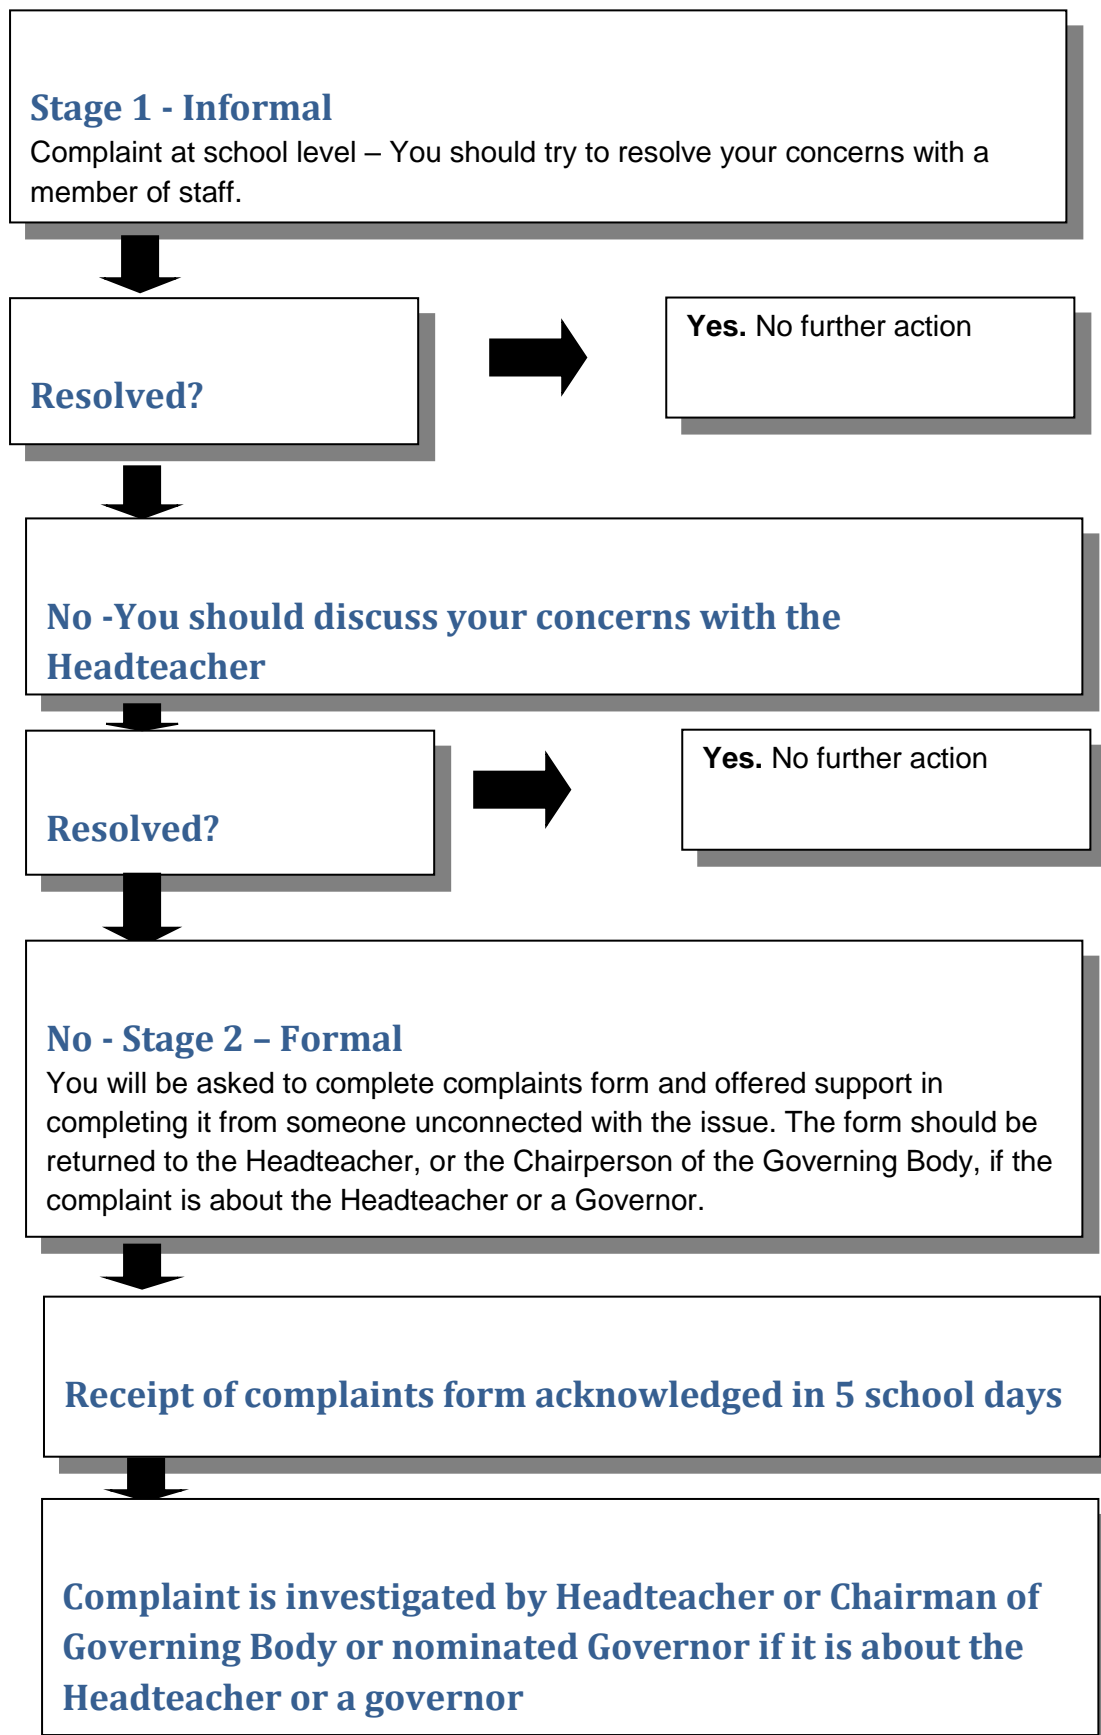 Stage 1 - Informal
Complaint at school level – You should try to resolve your concerns with a
member of staff.
Resolved?
Yes. No further action
No -You should discuss your concerns with the
Headteacher
Resolved?
Yes. No further action
No - Stage 2 – Formal
You will be asked to complete complaints form and offered support in
completing it from someone unconnected with the issue. The form should be
returned to the Headteacher, or the Chairperson of the Governing Body, if the
complaint is about the Headteacher or a Governor.
Receipt of complaints form acknowledged in 5 school days
Complaint is investigated by Headteacher or Chairman of
Governing Body or nominated Governor if it is about the
Headteacher or a governor